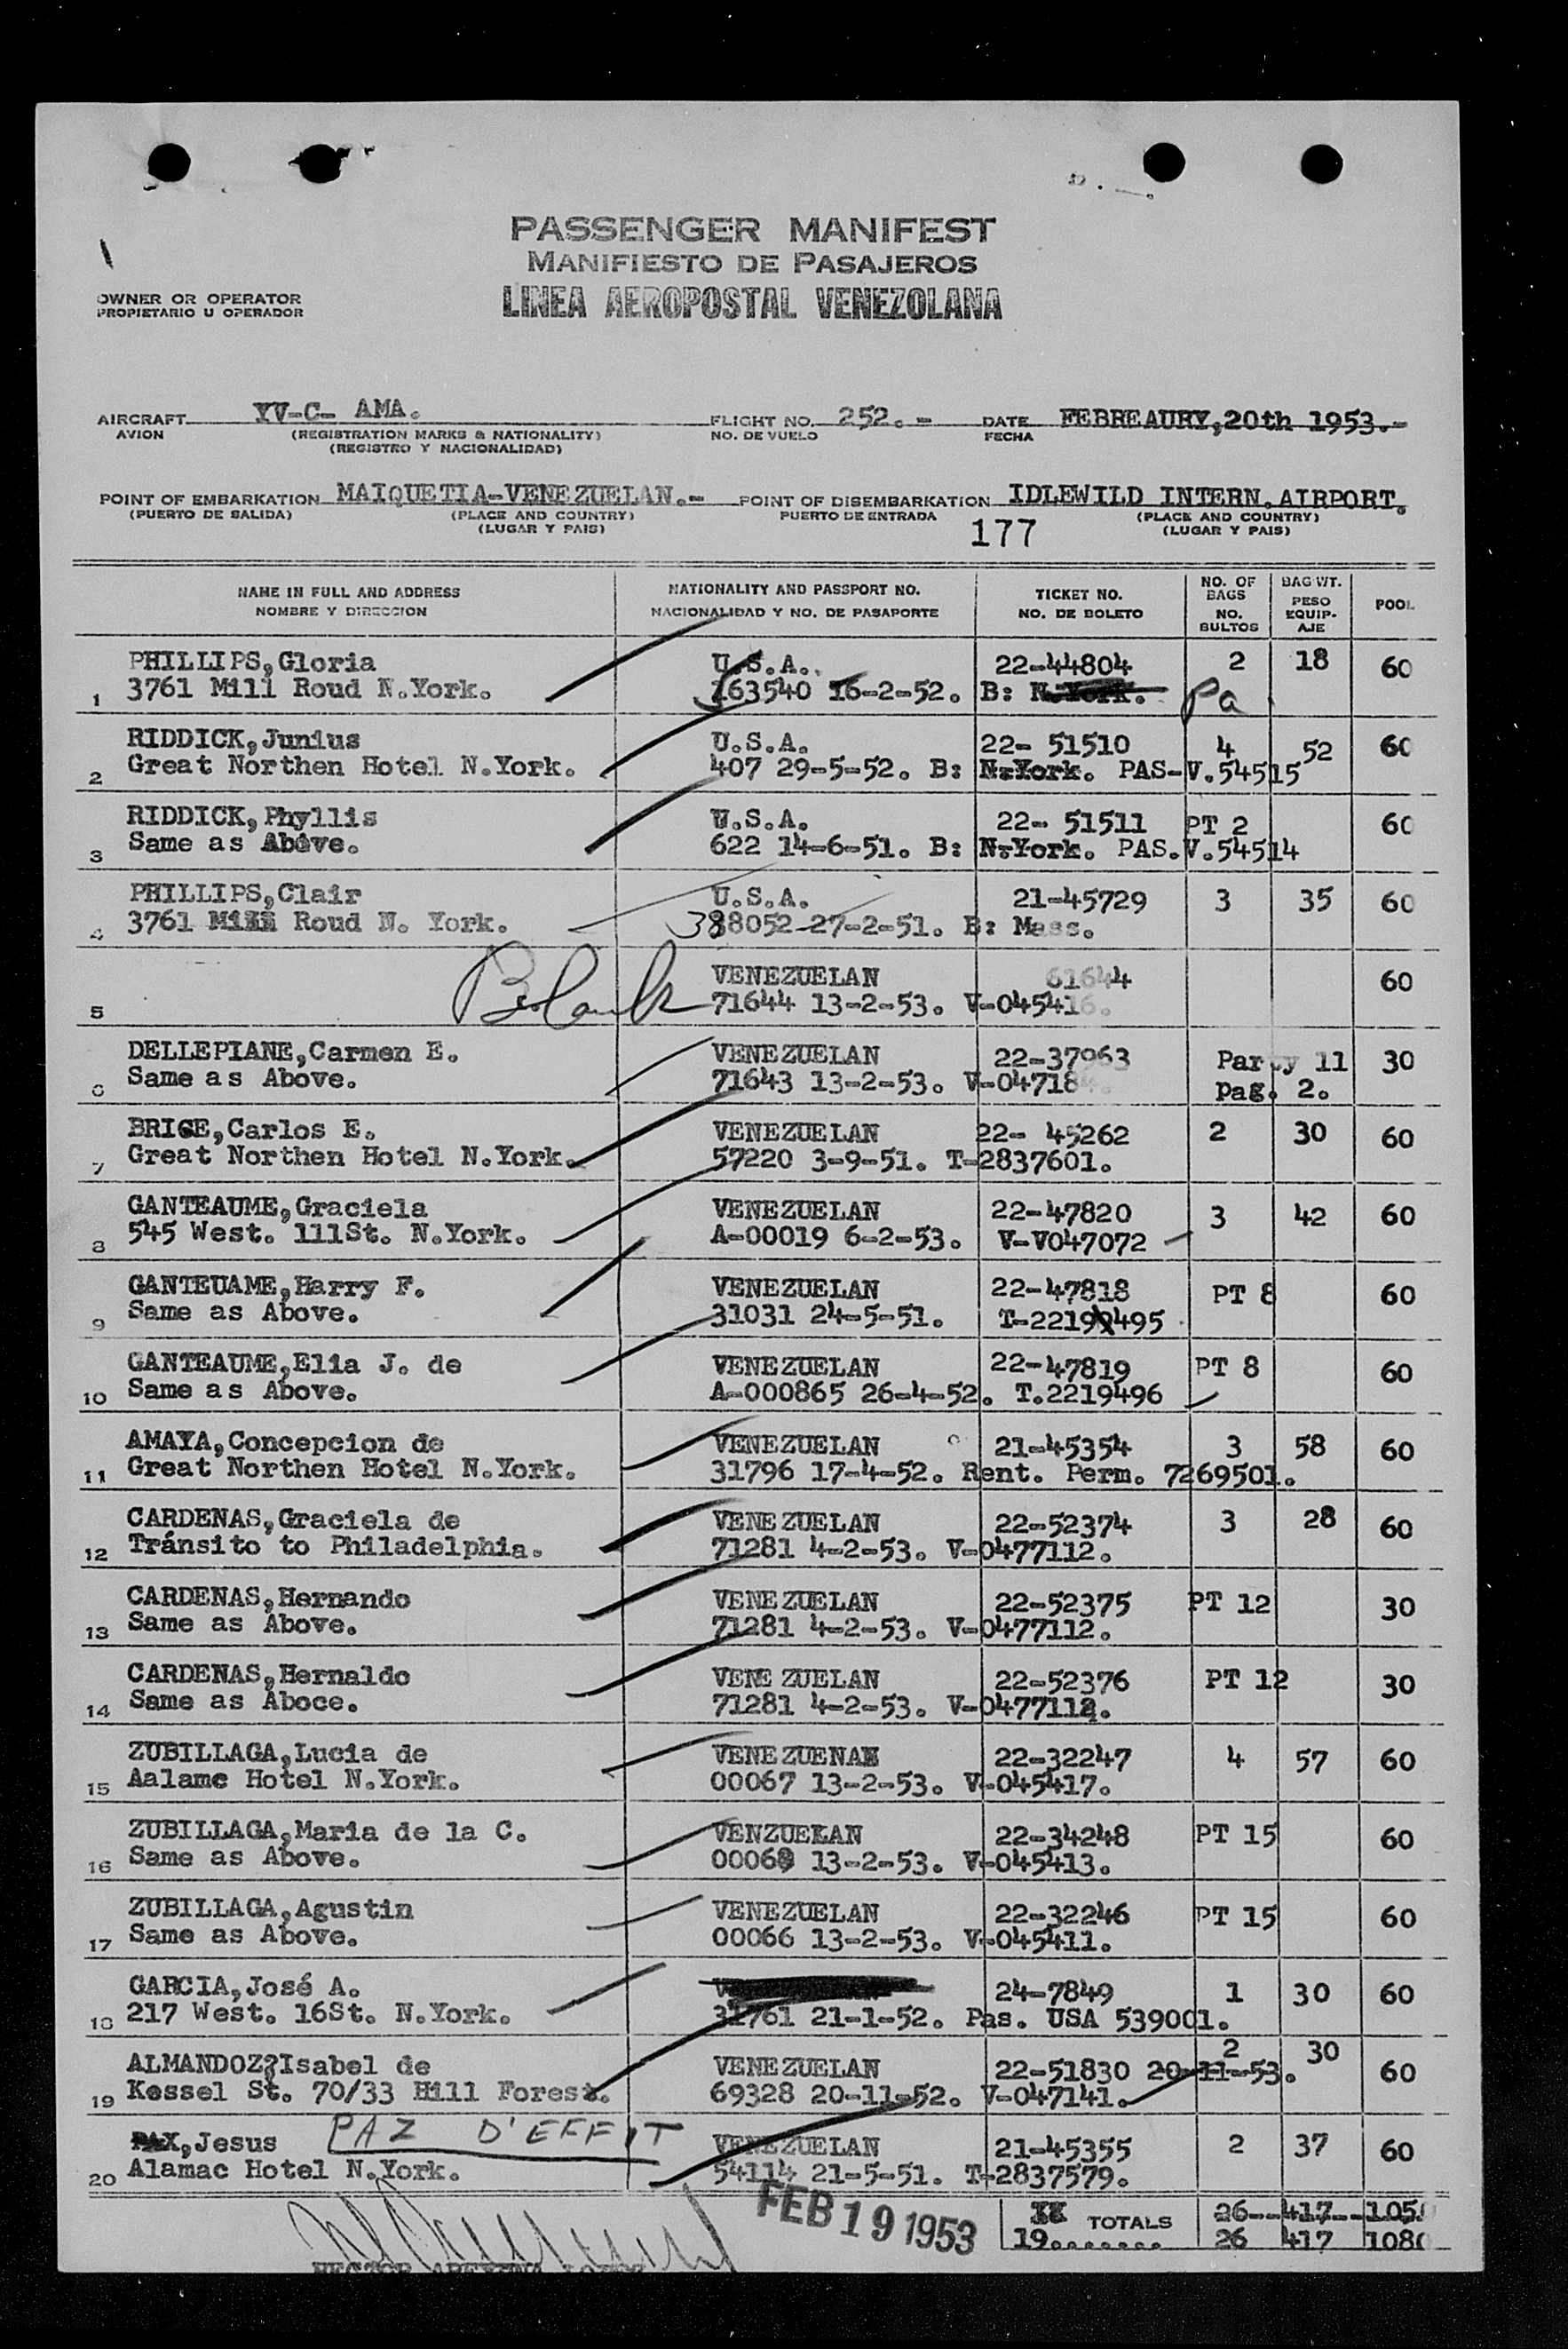 PASSENGER MANIFEST
MANIFIESTO DE PASAJEROS
LINEA AEROPOSTAL VENEZOLANA
OWNER OR OPERATOR
PROPIETARIO U OPERADOR
AIRCRAFT YV-C- AMA. FLIGHT NO. 252.- DATE FEBREAURY,20th 1953.-
AVION (REGISTRATION MARKS & NATIONALITY) NO. DE VUELO FECHA
(REGISTRO Y NACIONALIDAD)
POINT OF EMBARKATION MAIQUETIA-VENEZUELAN.- POINT OF DISEMBARKATION IDLEWILD INTERN.AIRPORT.
(PUERTO DE SALIDA) (PLACE AND COUNTRY) PUERTO DE ENTRADA (PLACE AND COUNTRY)
(LUGAR Y PAIS) 177 (LUGAR Y PAIS)
NAME IN FULL AND ADDRESS NATIONALITY AND PASSPORT NO. TICKET NO. NO. OF BAGS BAG WT. POOL
NOMBRE Y DIRECCION NACIONALIDAD Y NO. DE PASAPORTE NO. DE BOLETO NO. BULTOS PESO EQUIP-AJE
PHILLIPS,Gloria U.S.A. 22-44804 2 18 60
1 3761 Mill Roud N.York. 163540 16-2-52. B: N.York. Pa
RIDDICK,Junius U.S.A. 22- 51510 4 52 60
2 Great Northen Hotel N.York. 407 29-5-52. B: N.York. PAS-V.54515
RIDDICK,Phyllis U.S.A. 22- 51511 PT 2 60
3 Same as Above. 622 14-6-51. B: N.York. PAS.V.54514
PHILLIPS,Clair U.S.A. 21-45729 3 35 60
4 3761 Mill Roud N. York. 388052-27-2-51. B: Mass.
VENEZUELAN 61644 60
5 Blank 71644 13-2-53. V-045416.
DELLEPIANE,Carmen E. VENEZUELAN 22-37963 Party 11 30
6 Same as Above. 71643 13-2-53. V-04718 pag. 2.
BRIGE,Carlos E. VENEZUELAN 22- 45262 2 30 60
7 Great Northen Hotel N.York. 57220 3-9-51. T-2837601.
GANTEAUME,Graciela VENEZUELAN 22-47820 3 42 60
8 545 West. 111St. N.York. A-00019 6-2-53. V-V047072
GANTEUAME,Harry F. VENEZUELAN 22-47818 PT 8 60
9 Same as Above. 31031 24-5-51. T-2219495
GANTEAUME,Elia J. de VENEZUELAN 22-47819 PT 8 60
10 Same as Above. A-000865 26-4-52. T.2219496
AMAYA,Concepcion de VENEZUELAN 21-45354 3 58 60
11 Great Northen Hotel N.York. 31796 17-4-52. Rent. Perm. 7269501.
CARDENAS,Graciela de VENEZUELAN 22-52374 3 28 60
12 Tránsito to Philadelphia. 71281 4-2-53. V-0477112.
CARDENAS,Hernando VENEZUELAN 22-52375 PT 12 30
13 Same as Above. 71281 4-2-53. V-0477112.
CARDENAS,Hernaldo VENEZUELAN 22-52376 PT 12 30
14 Same as Aboce. 71281 4-2-53. V-0477112.
ZUBILLAGA,Lucia de VENEZUENAN 22-32247 4 57 60
15 Aalamc Hotel N.York. 00067 13-2-53. V-045417.
ZUBILLAGA,Maria de la C. VENZUELAN 22-34248 PT 15 60
16 Same as Above. 00068 13-2-53. V-045413.
ZUBILLAGA,Agustin VENEZUELAN 22-32246 PT 15 60
17 Same as Above. 00066 13-2-53. V-045411.
GARCIA,José A. 24-7849 1 30 60
18 217 West. 16St. N.York. 31761 21-1-52. Pas. USA 539001.
ALMANDOZ,Isabel de VENEZUELAN 22-51830 20-11-53. 2 30 60
19 Kessel St. 70/33 Hill Forest. 69328 20-11-52. V-047141.
PAX,Jesus PAZ D'EFFIT VENEZUELAN 21-45355 2 37 60
20 Alamac Hotel N.York. 54114 21-5-51. T-2837579.
FEB 19 1953 TOTALS 26--417--1050
19....... 26 417 1080